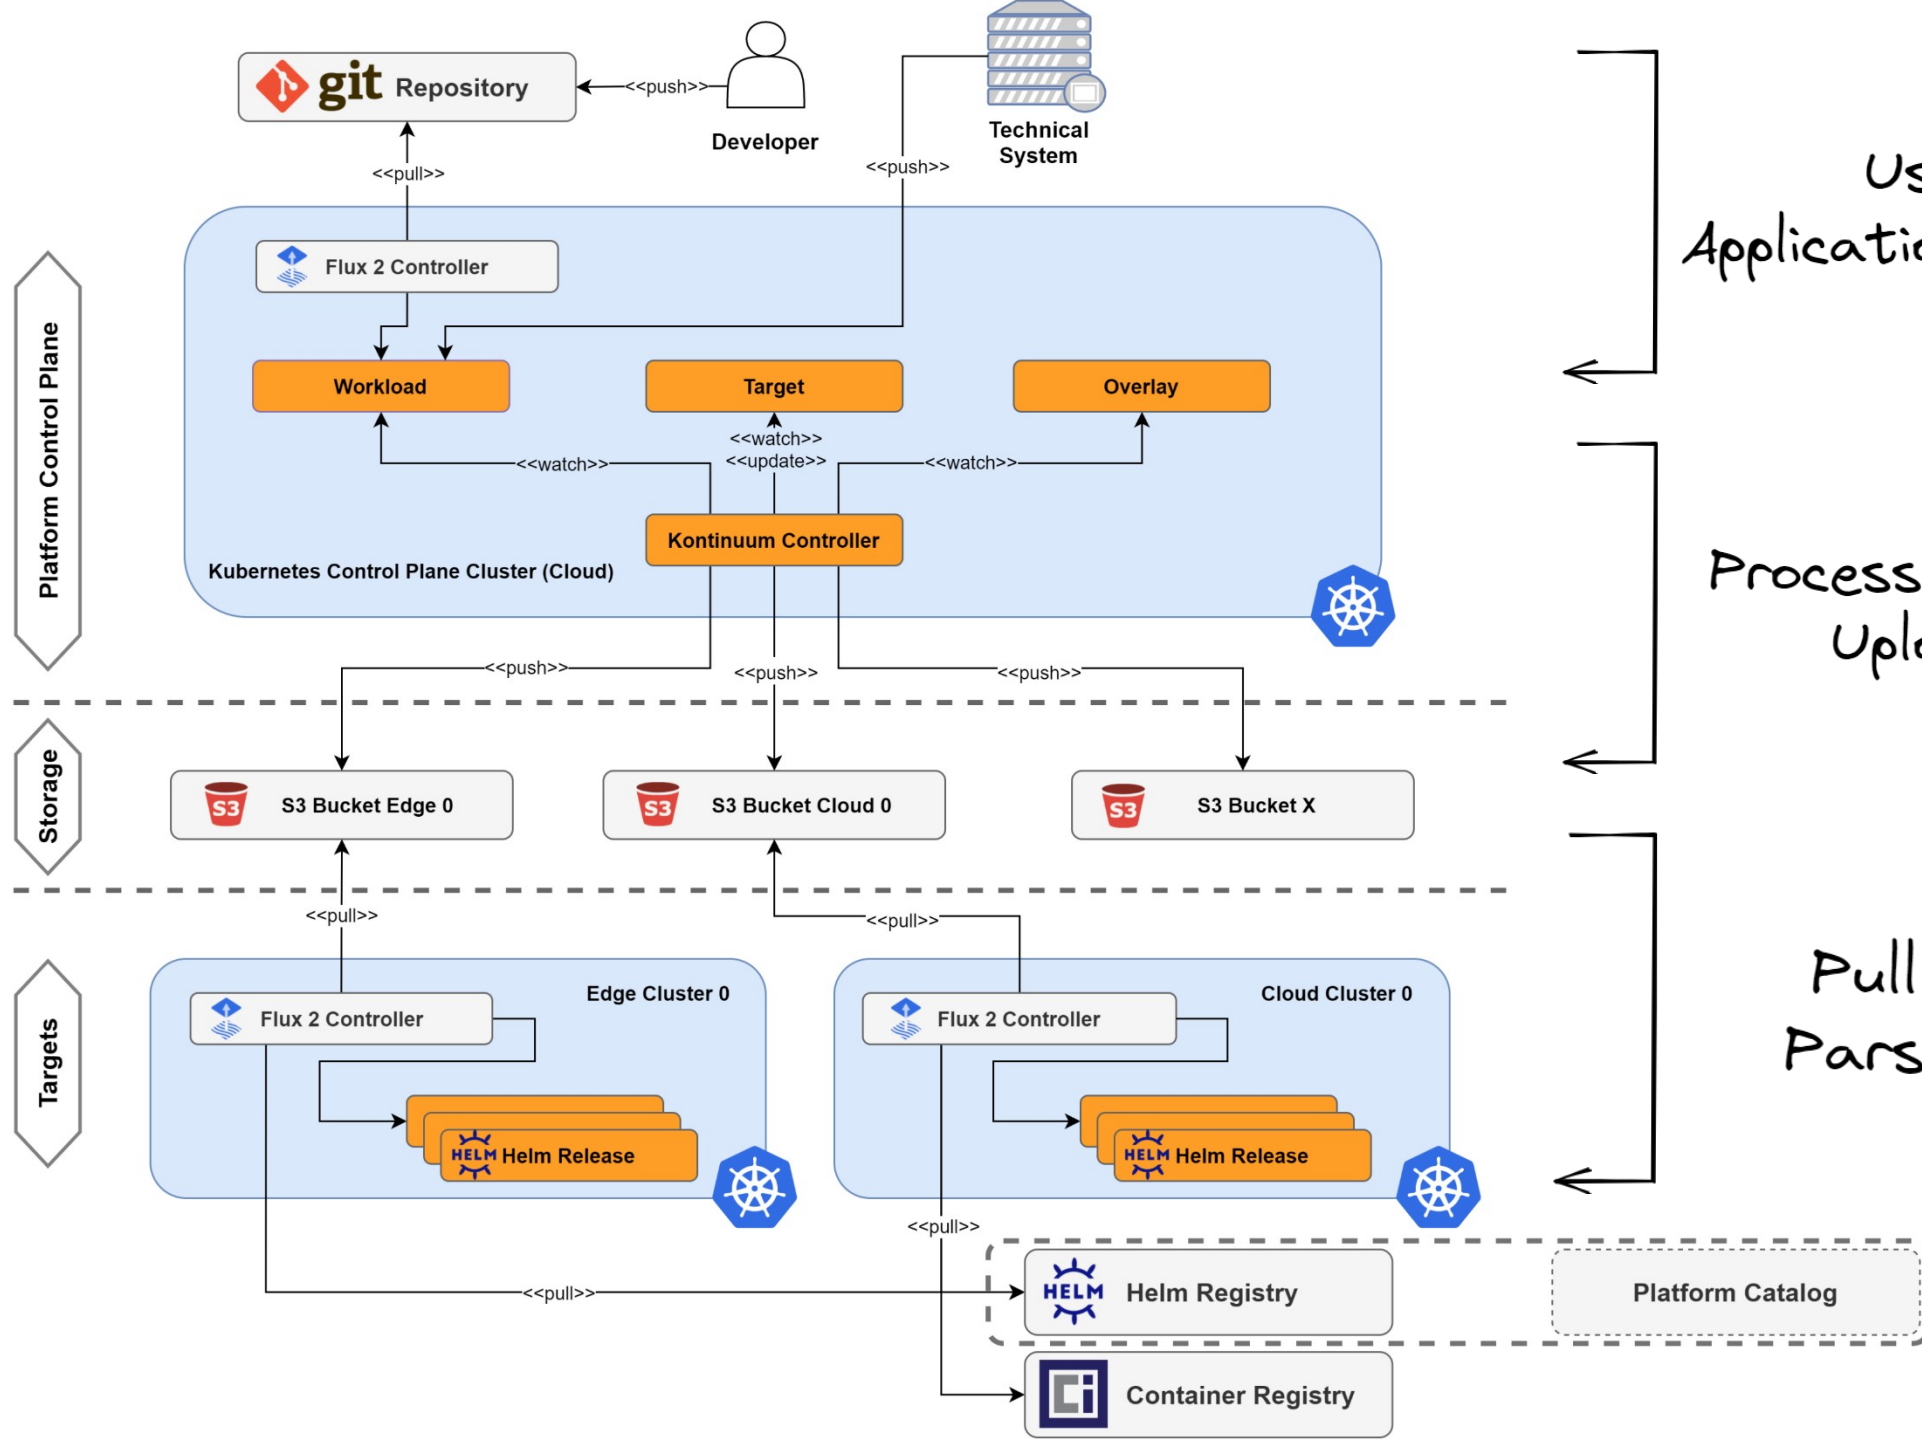 git Repository
<<push>>
Developer
Technical
System
<<pull>>
<<push>>
Flux 2 Controller
Workload
Target
Overlay
<<watch>>
<<update>>
<<watch>>
<<watch>>
Kontinuum Controller
Kubernetes Control Plane Cluster (Cloud)
Platform Control Plane
<<push>>
<<push>>
<<push>>
Storage
S3 S3 Bucket Edge 0
S3 S3 Bucket Cloud 0
S3 S3 Bucket X
<<pull>>
<<pull>>
Targets
Edge Cluster 0
Flux 2 Controller
HELM Helm Release
Cloud Cluster 0
Flux 2 Controller
HELM Helm Release
<<pull>>
<<pull>>
HELM Helm Registry
Platform Catalog
Ci Container Registry
Process
Pull